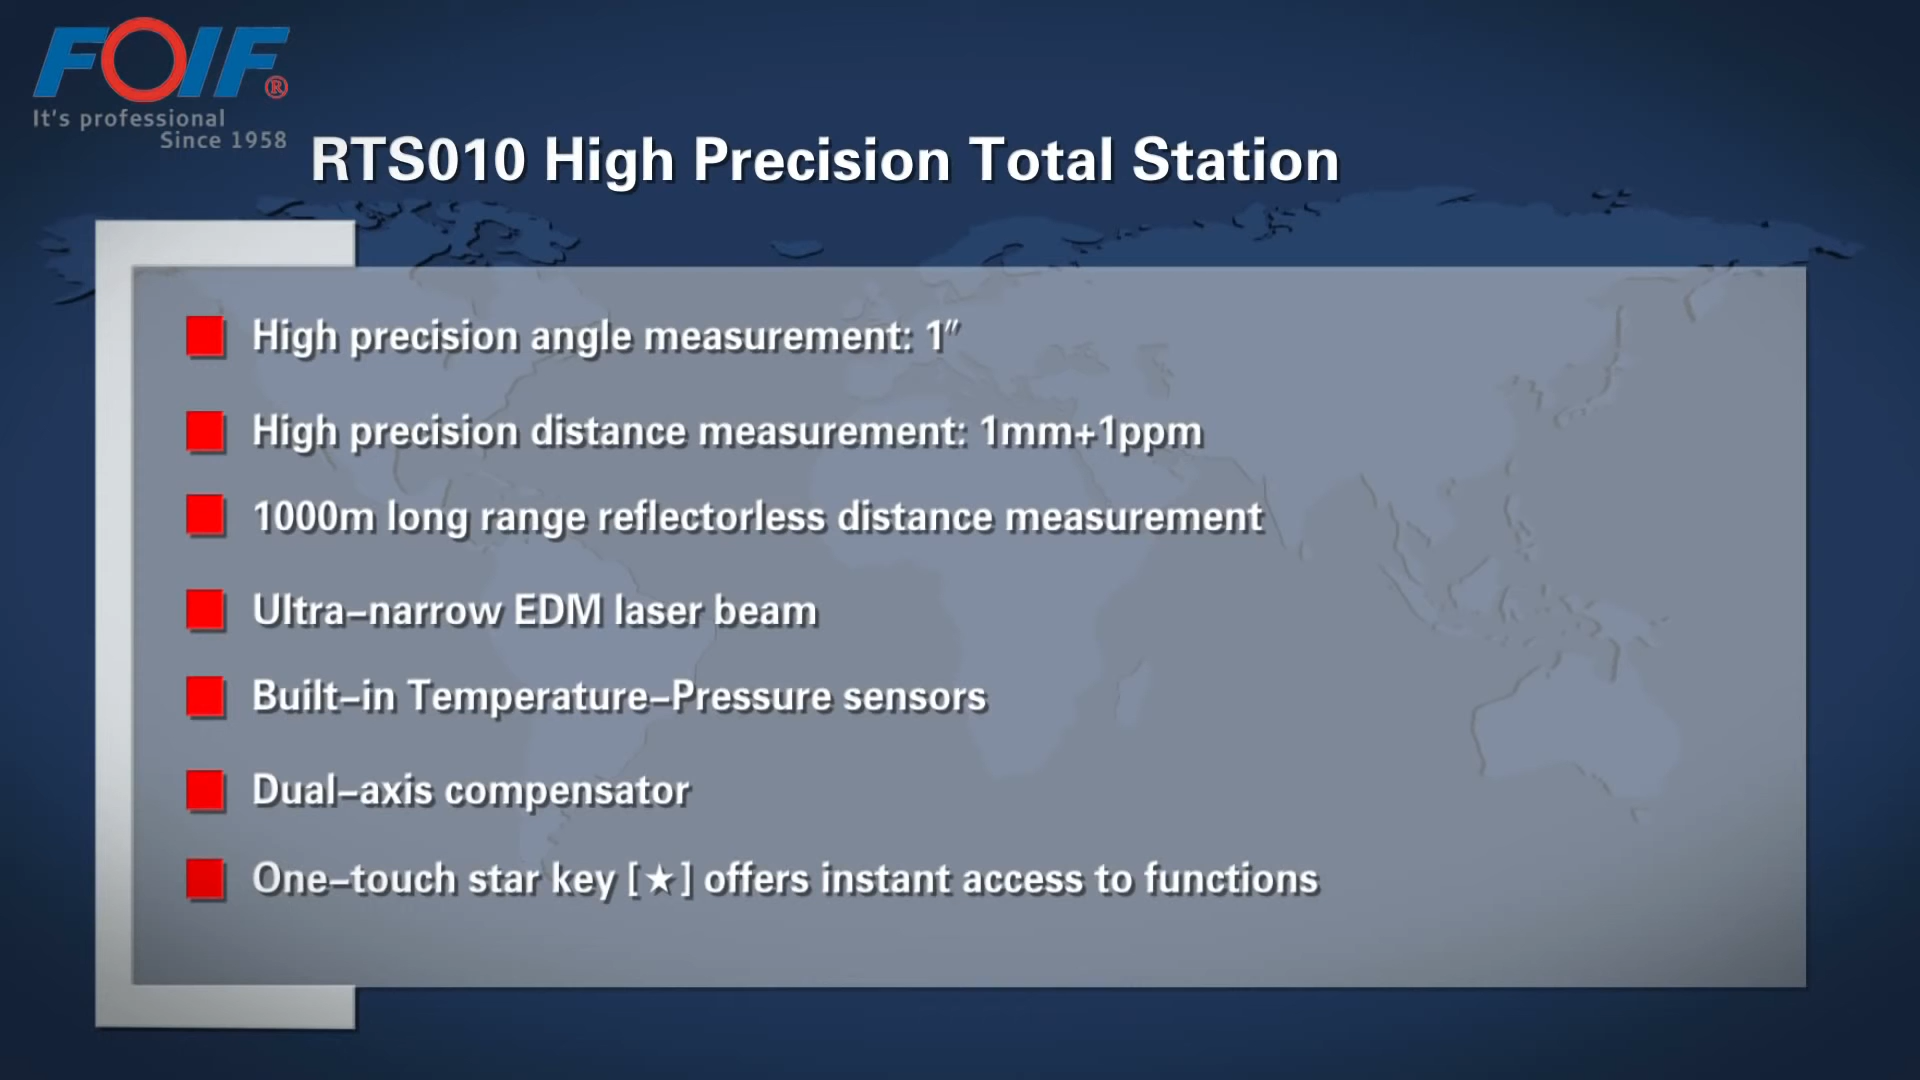 FOIF®
It's professional
Since 1958
RTS010 High Precision Total Station
High precision angle measurement: 1″
High precision distance measurement: 1mm+1ppm
1000m long range reflectorless distance measurement
Ultra–narrow EDM laser beam
Built–in Temperature–Pressure sensors
Dual–axis compensator
One–touch star key [★] offers instant access to functions